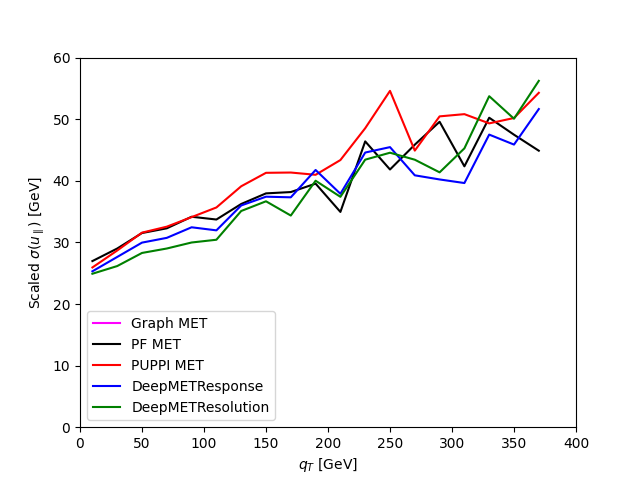 60
50
40
30
20
10
0
Scaled σ(u∥) [GeV]
Graph MET
PF MET
PUPPI MET
DeepMETResponse
DeepMETResolution
0 50 100 150 200 250 300 350 400
qT [GeV]